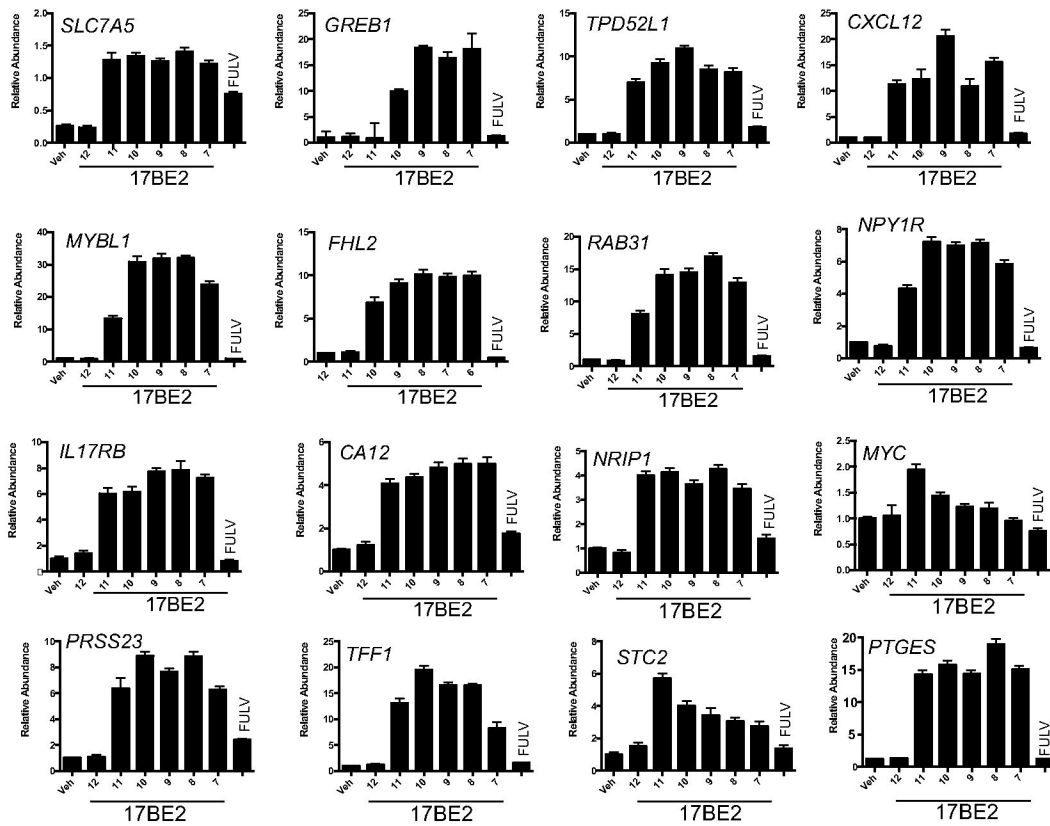 SLC7A5
Relative Abundance
2.0
1.5
1.0
0.5
0.0
FULV
Veh 12 11 10 9 8 7
17BE2
GREB1
Relative Abundance
25
20
15
10
5
0
FULV
Veh 12 11 10 9 8 7
17BE2
TPD52L1
Relative Abundance
15
10
5
0
FULV
Veh 12 11 10 9 8 7
17BE2
CXCL12
Relative Abundance
25
20
15
10
5
0
FULV
Veh 12 11 10 9 8 7
17BE2
MYBL1
Relative Abundance
40
30
20
10
0
FULV
Veh 12 11 10 9 8 7
17BE2
FHL2
Relative Abundance
15
10
5
0
FULV
12 11 10 9 8 7 6
17BE2
RAB31
Relative Abundance
20
15
10
5
0
FULV
Veh 12 11 10 9 8 7
17BE2
NPY1R
Relative Abundance
8
6
4
2
0
FULV
Veh 12 11 10 9 8 7
17BE2
IL17RB
Relative Abundance
10
8
6
4
2
FULV
Veh 12 11 10 9 8 7
17BE2
CA12
Relative Abundance
6
4
2
0
FULV
Veh 12 11 10 9 8 7
17BE2
NRIP1
Relative Abundance
5
4
3
2
1
0
FULV
Veh 12 11 10 9 8 7
17BE2
MYC
Relative Abundance
2.5
2.0
1.5
1.0
0.5
0.0
FULV
Veh 12 11 10 9 8 7
17BE2
PRSS23
Relative Abundance
10
8
6
4
2
0
FULV
Veh 12 11 10 9 8 7
17BE2
TFF1
Relative Abundance
25
20
15
10
5
0
FULV
Veh 12 11 10 9 8 7
17BE2
STC2
Relative Abundance
8
6
4
2
0
FULV
Veh 12 11 10 9 8 7
17BE2
PTGES
Relative Abundance
20
15
10
5
0
FULV
Veh 12 11 10 9 8 7
17BE2